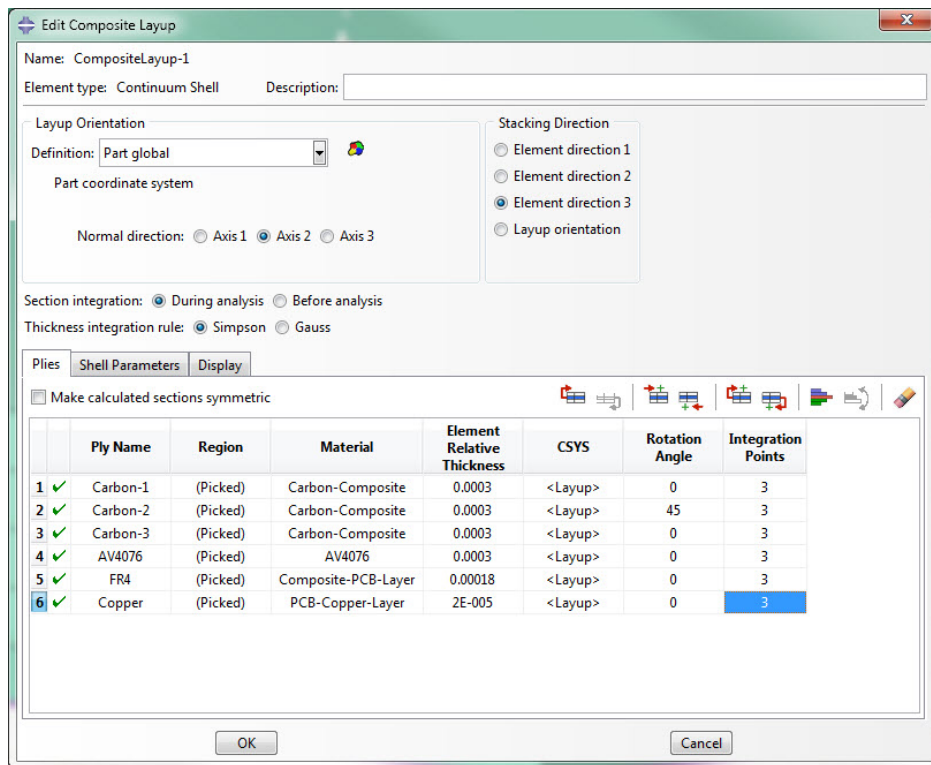 Edit Composite Layup
Name: CompositeLayup-1
Element type: Continuum Shell Description:
Layup Orientation
Definition: Part global
Part coordinate system
Normal direction: Axis 1 Axis 2 Axis 3
Stacking Direction
Element direction 1
Element direction 2
Element direction 3
Layup orientation
Section integration: During analysis Before analysis
Thickness integration rule: Simpson Gauss
Plies Shell Parameters Display
Make calculated sections symmetric
Ply Name Region Material Element Relative Thickness CSYS Rotation Angle Integration Points
1 Carbon-1 (Picked) Carbon-Composite 0.0003 <Layup> 0 3
2 Carbon-2 (Picked) Carbon-Composite 0.0003 <Layup> 45 3
3 Carbon-3 (Picked) Carbon-Composite 0.0003 <Layup> 0 3
4 AV4076 (Picked) AV4076 0.0003 <Layup> 0 3
5 FR4 (Picked) Composite-PCB-Layer 0.00018 <Layup> 0 3
6 Copper (Picked) PCB-Copper-Layer 2E-005 <Layup> 0 3
OK Cancel